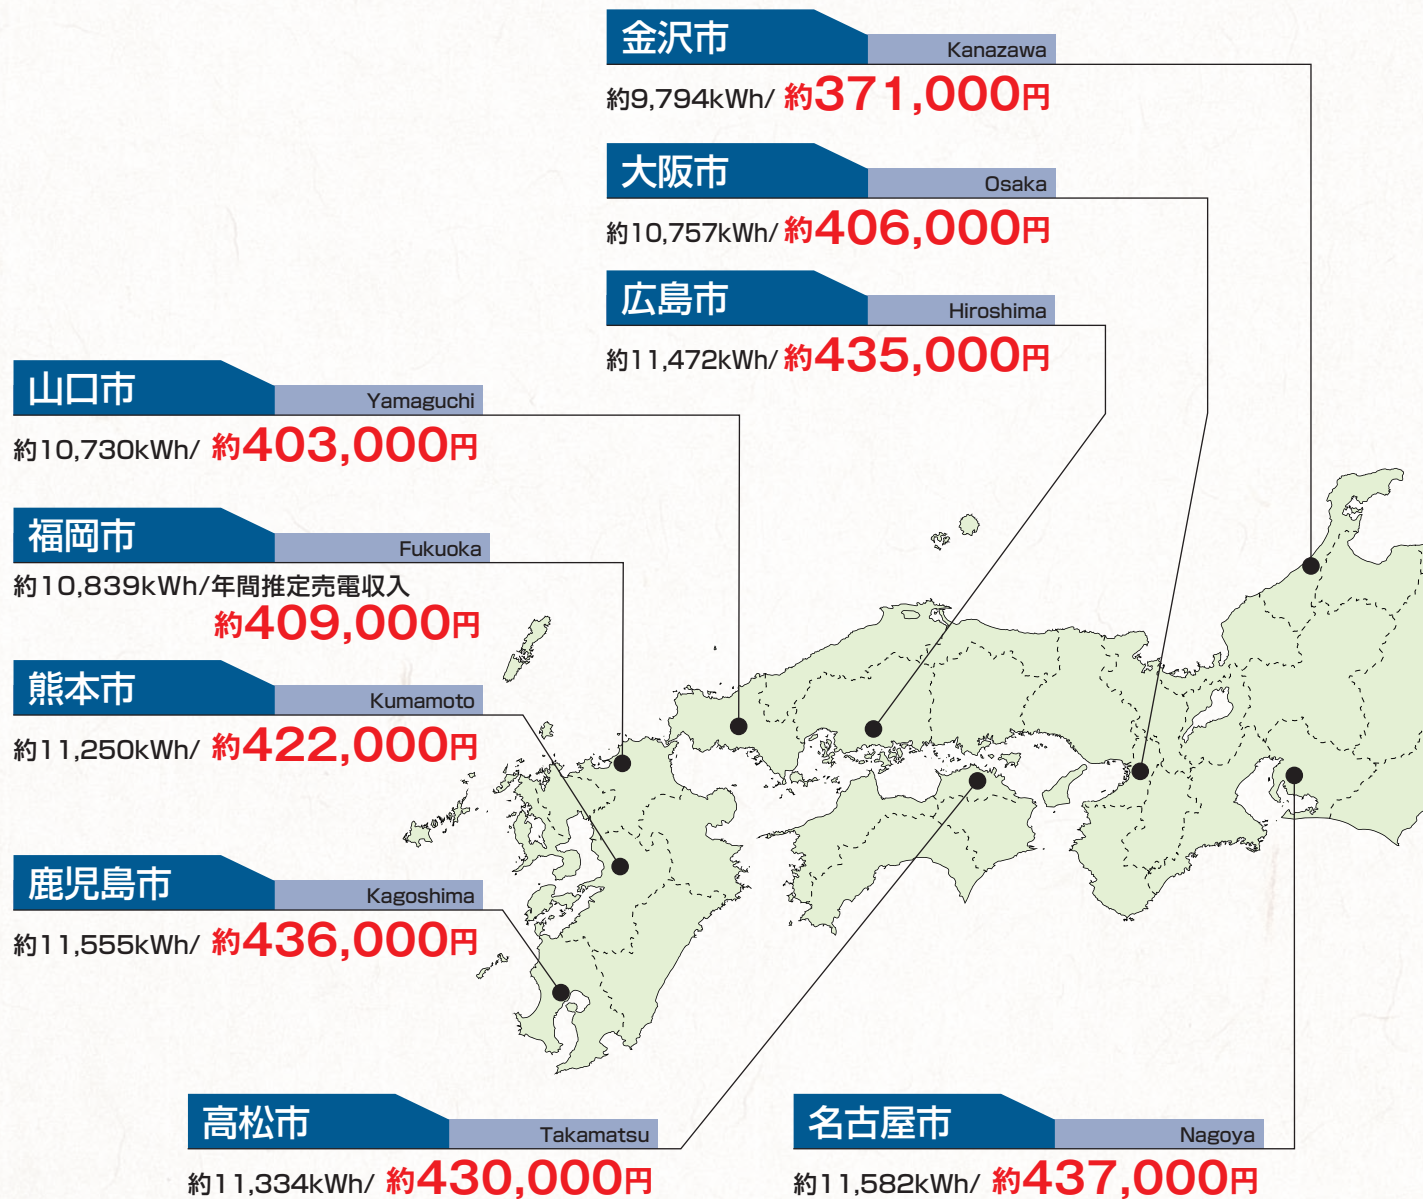 金沢市 Kanazawa
約9,794kWh/ 約371,000円
大阪市 Osaka
約10,757kWh/ 約406,000円
広島市 Hiroshima
約11,472kWh/ 約435,000円
山口市 Yamaguchi
約10,730kWh/ 約403,000円
福岡市 Fukuoka
約10,839kWh/年間推定売電収入
約409,000円
熊本市 Kumamoto
約11,250kWh/ 約422,000円
鹿児島市 Kagoshima
約11,555kWh/ 約436,000円
高松市 Takamatsu
約11,334kWh/ 約430,000円
名古屋市 Nagoya
約11,582kWh/ 約437,000円